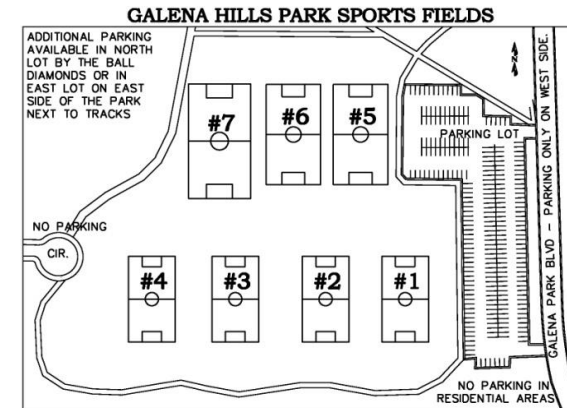 GALENA HILLS PARK SPORTS FIELDS
ADDITIONAL PARKING
AVAILABLE IN NORTH
LOT BY THE BALL
DIAMONDS OR IN
EAST LOT ON EAST
SIDE OF THE PARK
NEXT TO TRACKS
#7
#6
#5
PARKING LOT
GALENA PARK BLVD - PARKING ONLY ON WEST SIDE.
NO PARKING
CIR.
#4
#3
#2
#1
NO PARKING IN
RESIDENTIAL AREAS